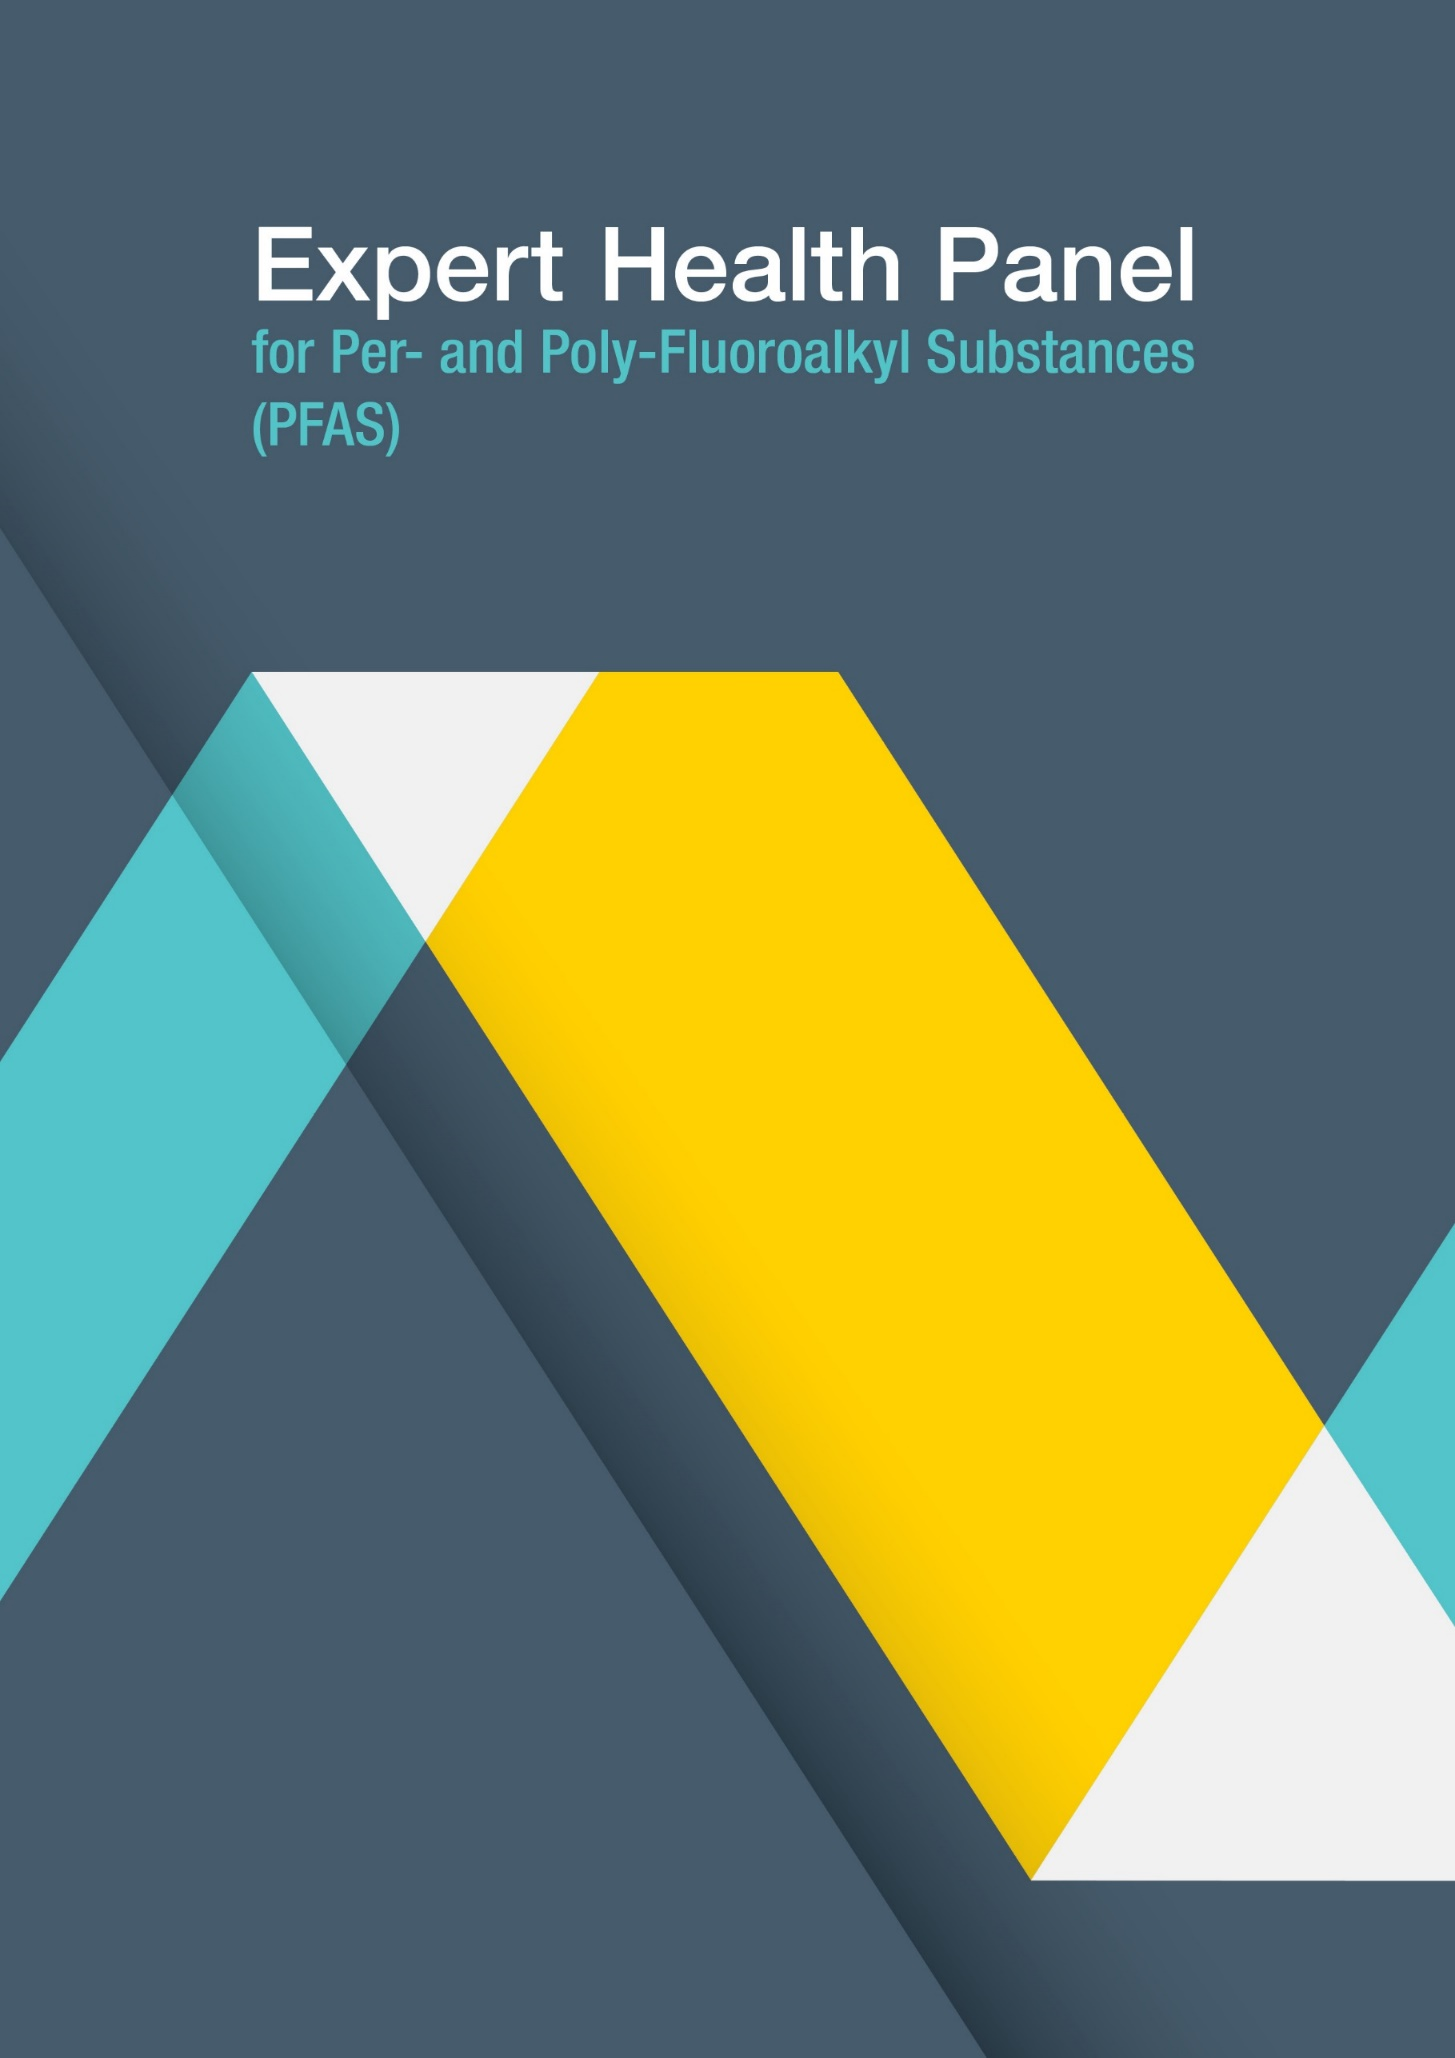 Expert Health Panel
for Per- and Poly-Fluoroalkyl Substances
(PFAS)